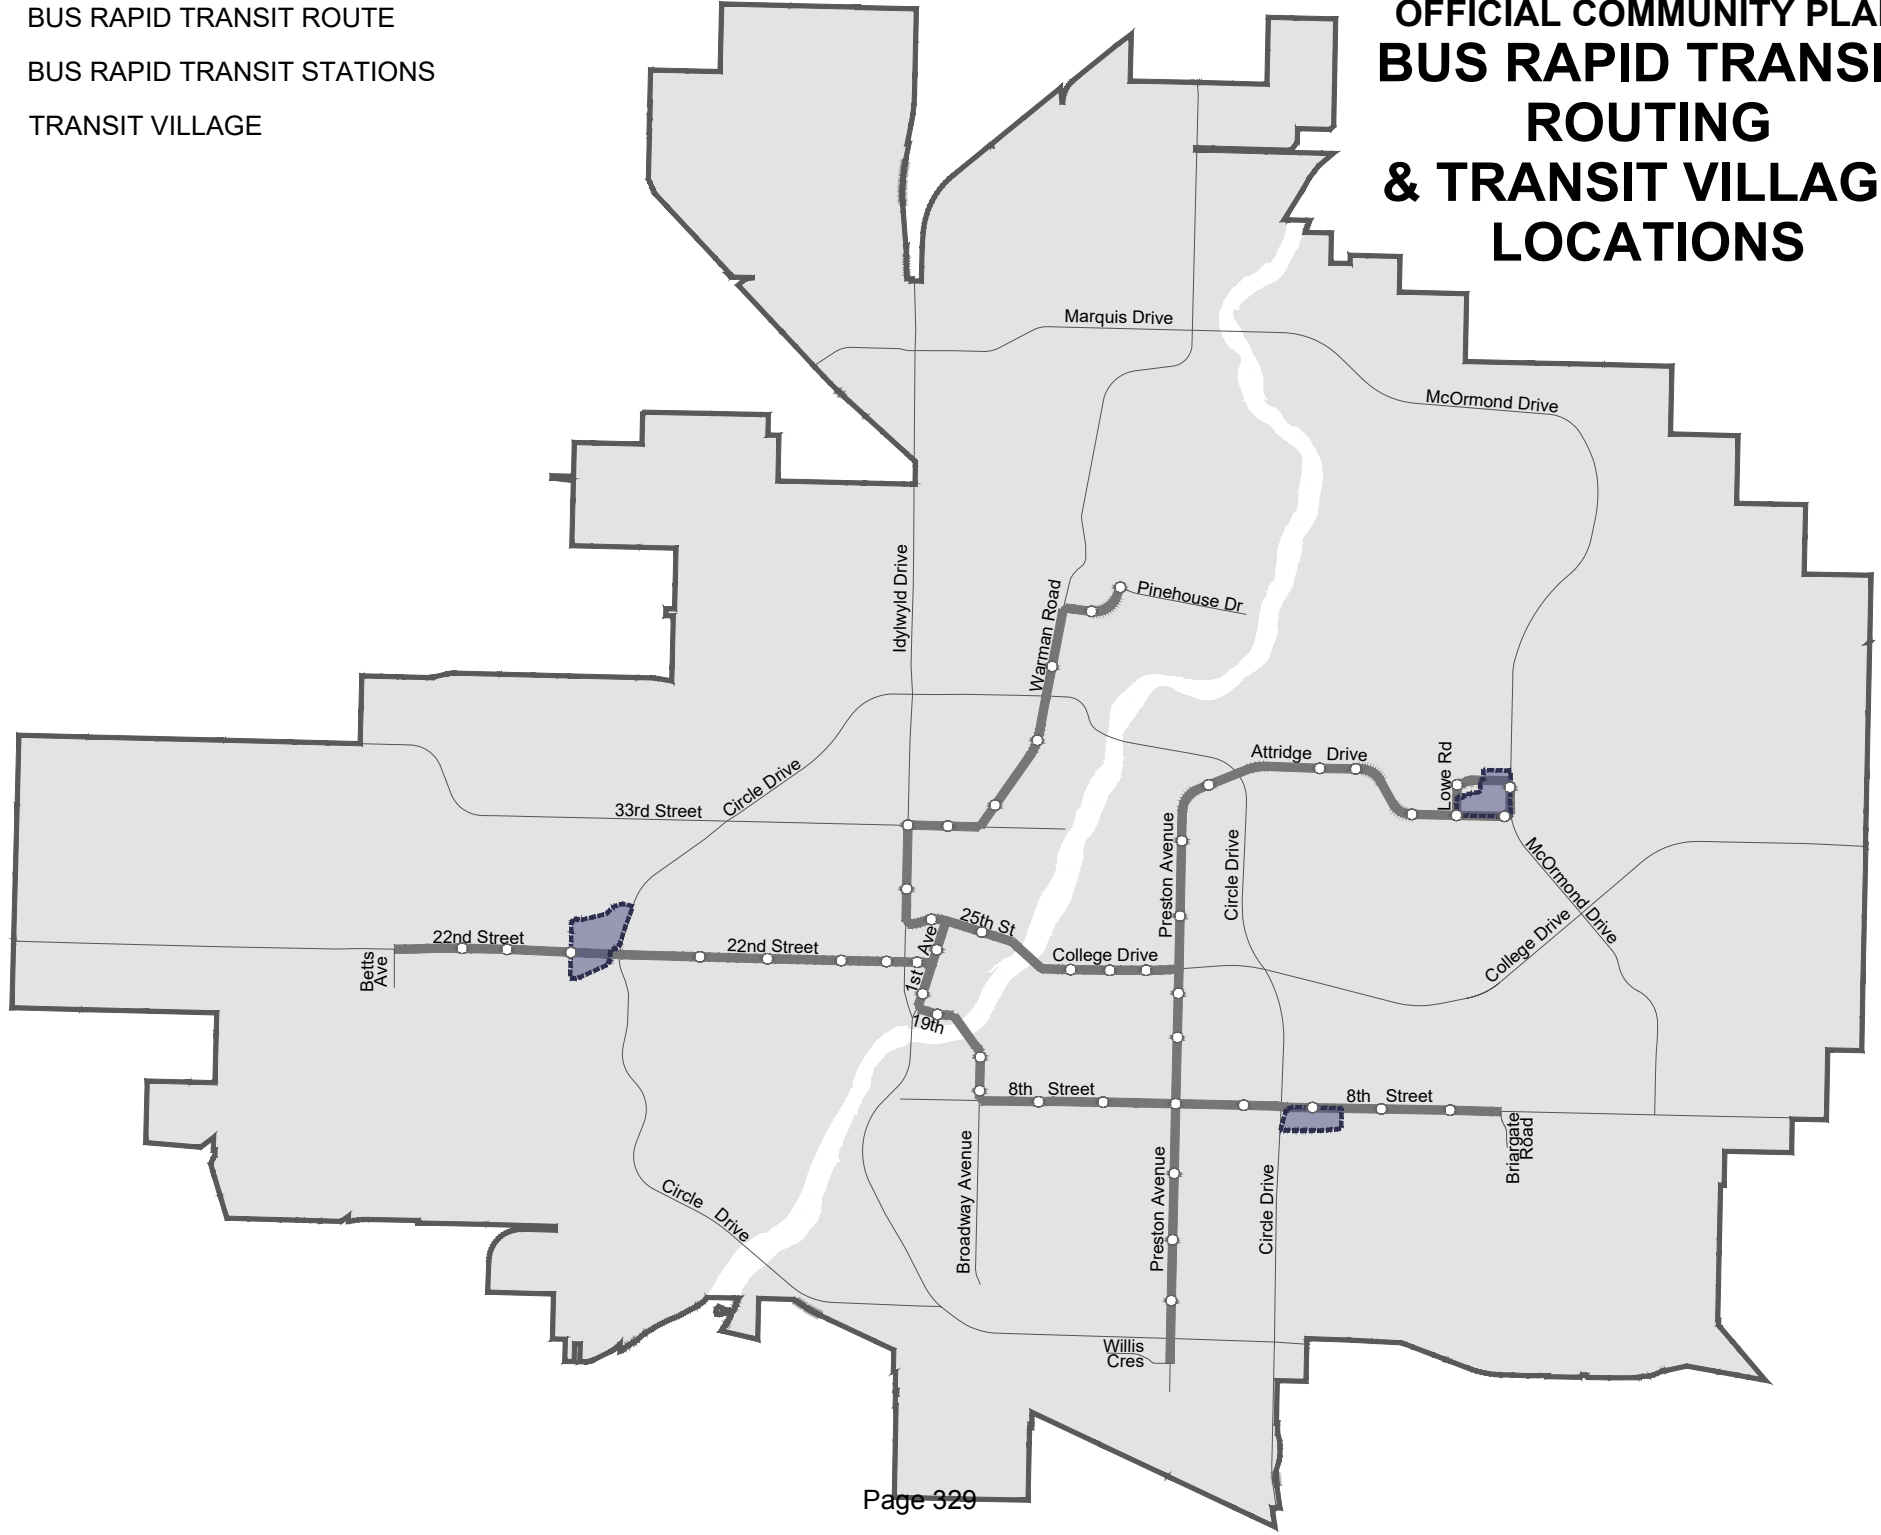 BUS RAPID TRANSIT ROUTE
BUS RAPID TRANSIT STATIONS
TRANSIT VILLAGE
OFFICIAL COMMUNITY PLA
BUS RAPID TRANSI
ROUTING
& TRANSIT VILLAG
LOCATIONS
Marquis Drive
McOrmond Drive
Idylwyld Drive
Warman Road
Pinehouse Dr
Circle Drive
33rd Street
Attridge Drive
Lowe Rd
Preston Avenue
Circle Drive
McOrmond Drive
College Drive
22nd Street
22nd Street
Betts
Ave
1st Ave
25th St
College Drive
19th
8th Street
8th Street
Briargate
Road
Broadway Avenue
Preston Avenue
Circle Drive
Circle Drive
Willis
Cres
Page 329